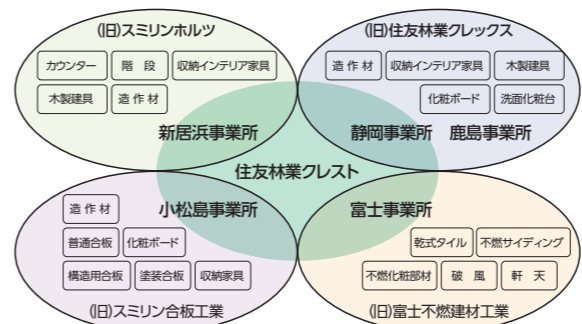 (旧)スミリンホルツ
カウンター 階段 収納インテリア家具
木製建具 造作材
新居浜事業所
(旧)住友林業クレックス
造作材 収納インテリア家具 木製建具
化粧ボード 洗面化粧台
静岡事業所 鹿島事業所
住友林業クレスト
小松島事業所
造作材
普通合板 化粧ボード
構造用合板 塗装合板 収納家具
(旧)スミリン合板工業
富士事業所
乾式タイル 不燃サイディング
不燃化粧部材 破風 軒天
(旧)富士不燃建材工業